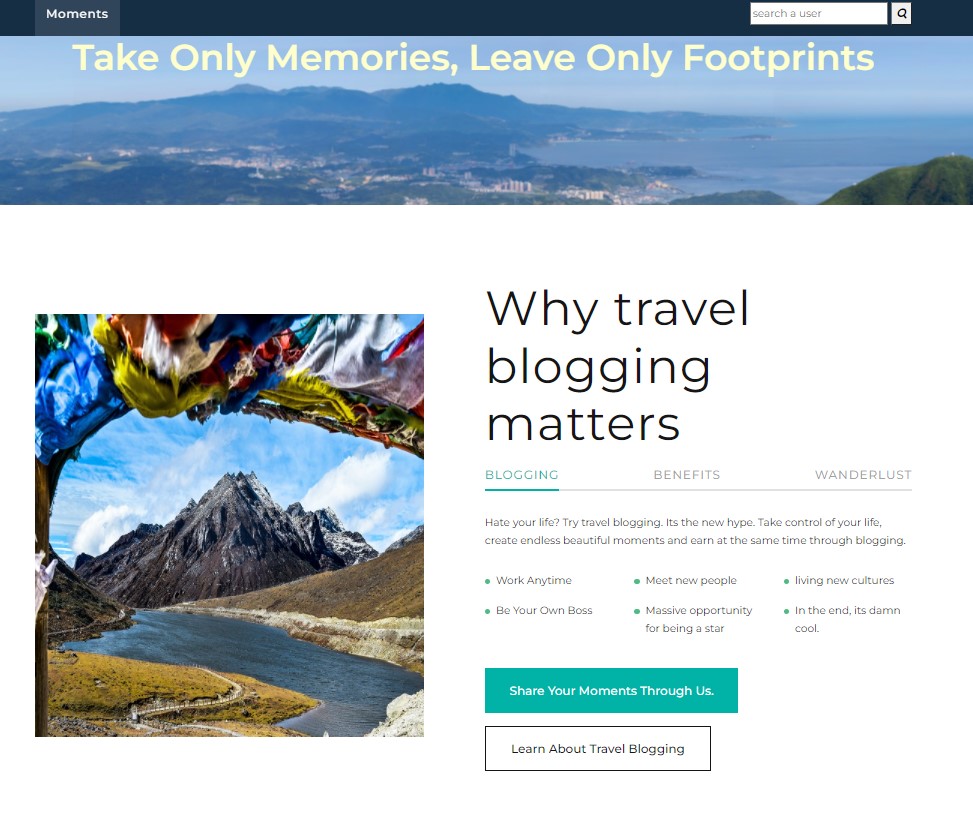 Moments
search a user
Take Only Memories, Leave Only Footprints
Why travel
blogging
matters
BLOGGING
BENEFITS
WANDERLUST
Hate your life? Try travel blogging. Its the new hype. Take control of your life,
create endless beautiful moments and earn at the same time through blogging.
Work Anytime
Meet new people
living new cultures
Be Your Own Boss
Massive opportunity
for being a star
In the end, its damn
cool.
Share Your Moments Through Us.
Learn About Travel Blogging